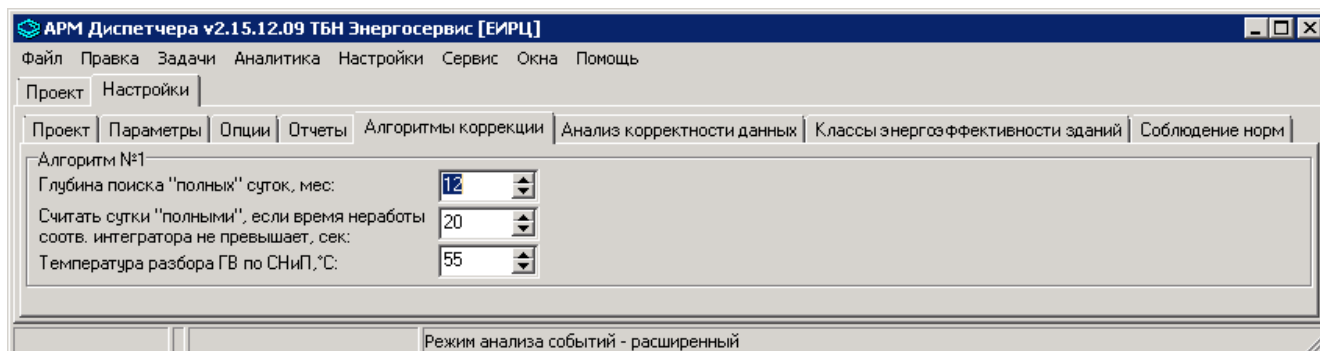 АРМ Диспетчера v2.15.12.09 ТБН Энергосервис [ЕИРЦ]
Файл Правка Задачи Аналитика Настройки Сервис Окна Помощь
Проект Настройки
Проект Параметры Опции Отчеты Алгоритмы коррекции Анализ корректности данных Классы энергоэффективности зданий Соблюдение норм
Алгоритм №1
Глубина поиска "полных" суток, мес: 12
Считать сутки "полными", если время неработы
соотв. интегратора не превышает, сек: 20
Температура разбора ГВ по СНиП,°С: 55
Режим анализа событий - расширенный